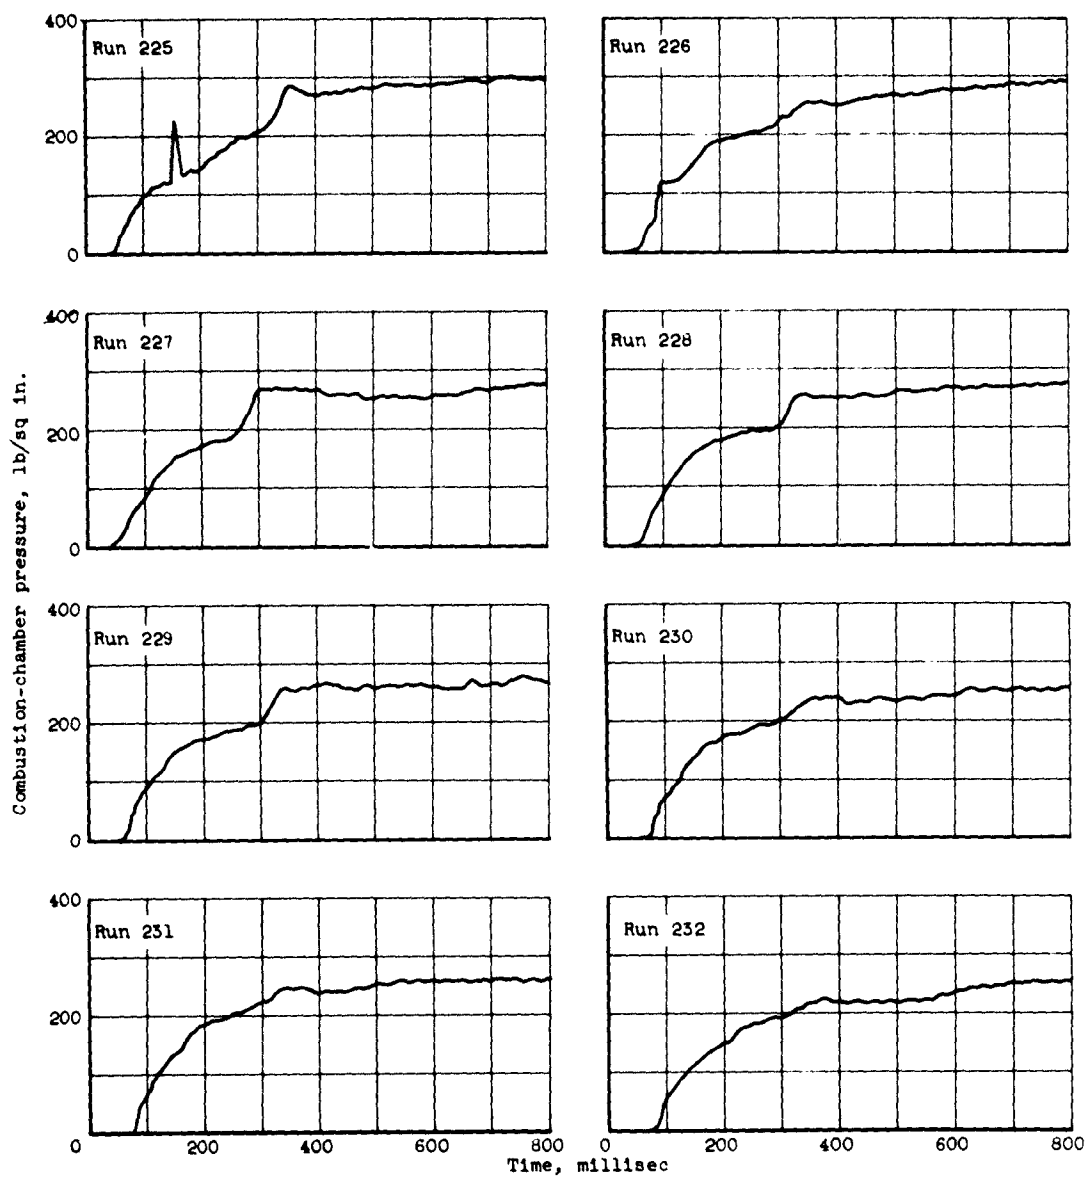 400
Run 225
Run 226
200
0
400
Run 227
Run 228
200
0
Combustion-chamber pressure, lb/sq in.
400
Run 229
Run 230
200
0
400
Run 231
Run 232
200
0 200 400 600 800
0 200 400 600 800
Time, millisec